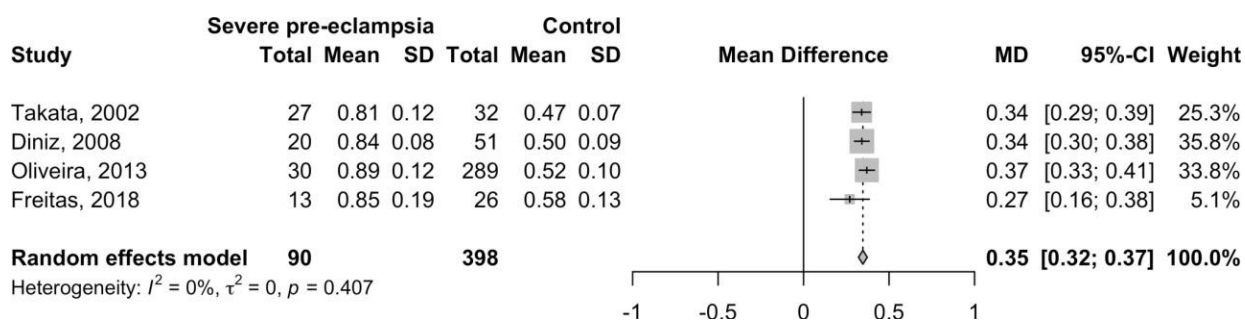 Severe pre-eclampsia Control
Study Total Mean SD Total Mean SD Mean Difference MD 95%-CI Weight
Takata, 2002 27 0.81 0.12 32 0.47 0.07 0.34 [0.29; 0.39] 25.3%
Diniz, 2008 20 0.84 0.08 51 0.50 0.09 0.34 [0.30; 0.38] 35.8%
Oliveira, 2013 30 0.89 0.12 289 0.52 0.10 0.37 [0.33; 0.41] 33.8%
Freitas, 2018 13 0.85 0.19 26 0.58 0.13 0.27 [0.16; 0.38] 5.1%
Random effects model 90 398 0.35 [0.32; 0.37] 100.0%
Heterogeneity: I² = 0%, τ² = 0, p = 0.407
-1 -0.5 0 0.5 1